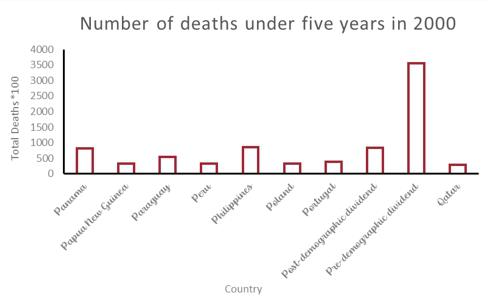 Number of deaths under five years in 2000
Total Deaths *100
4000
3500
3000
2500
2000
1500
1000
500
0
Panama
Papua New Guinea
Paraguay
Peru
Philippines
Poland
Portugal
Post-demographic dividend
Pre-demographic dividend
Qatar
Country